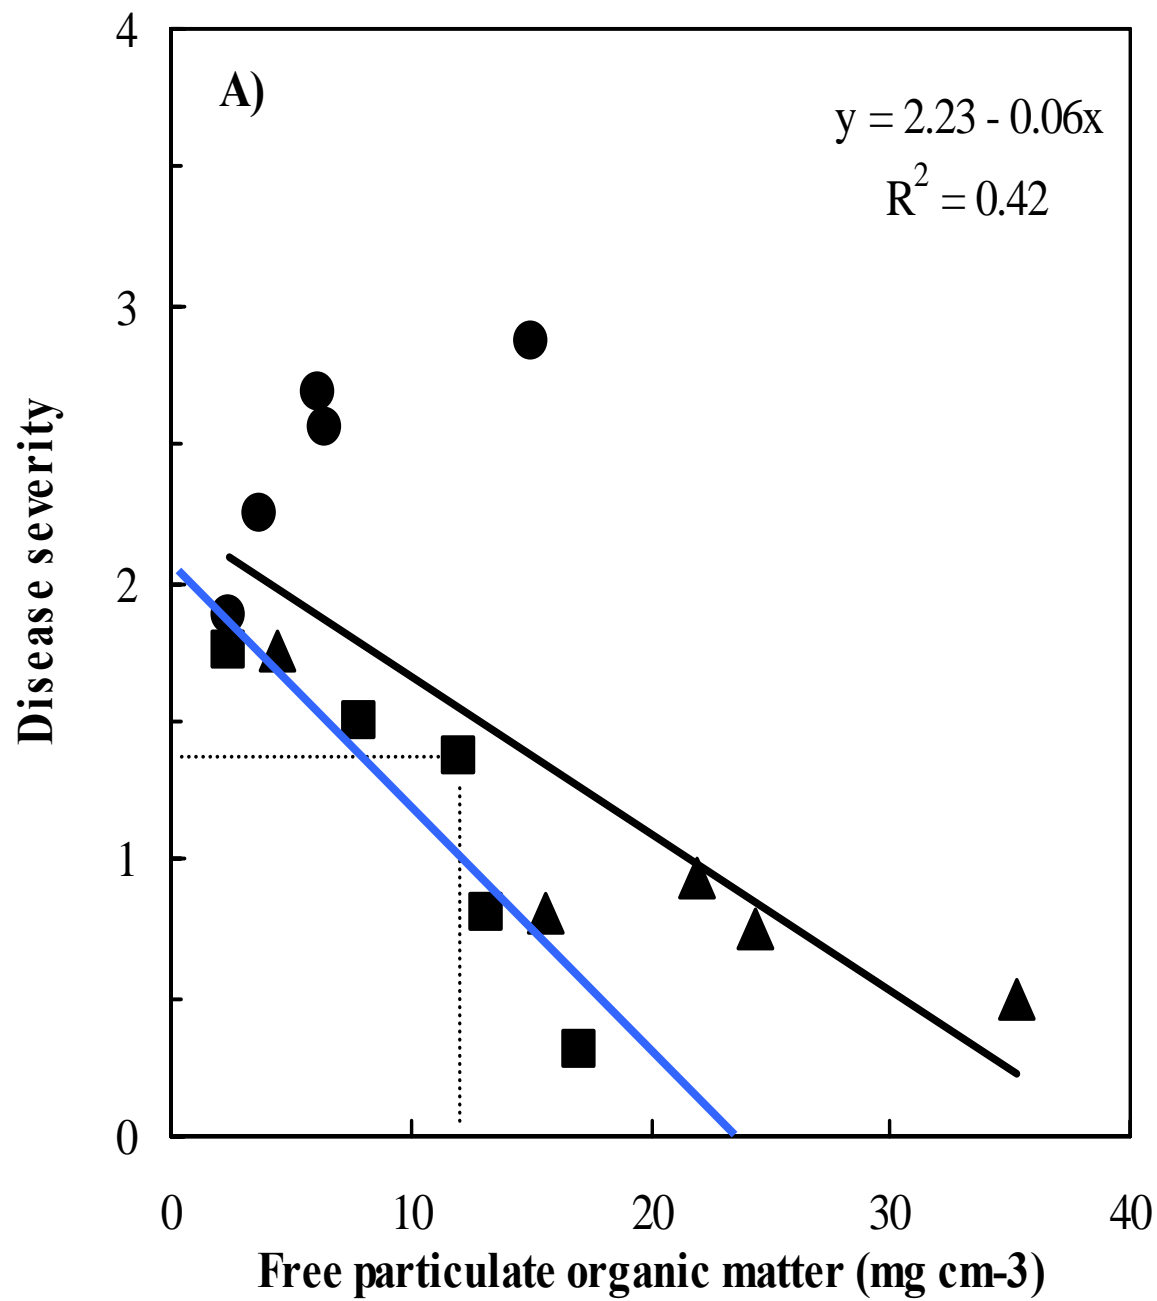 4
A)
y = 2.23 - 0.06x
R² = 0.42
3
Disease severity
2
1
0
0 10 20 30 40
Free particulate organic matter (mg cm-3)